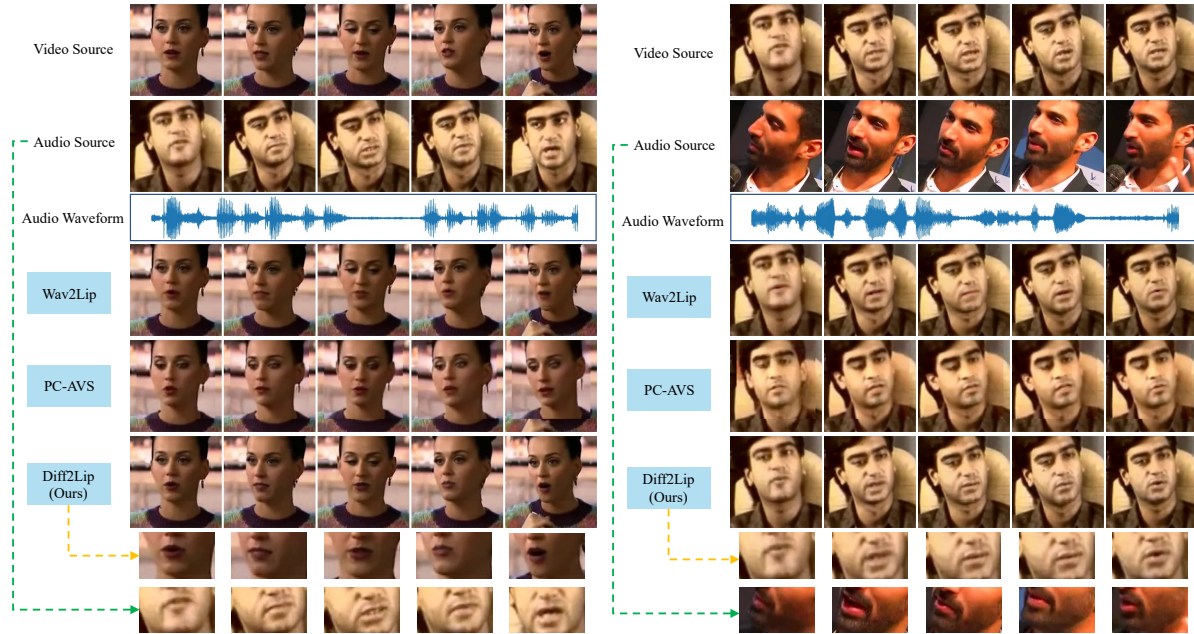 Video Source
Audio Source
Audio Waveform
Wav2Lip
PC-AVS
Diff2Lip
(Ours)
Video Source
Audio Source
Audio Waveform
Wav2Lip
PC-AVS
Diff2Lip
(Ours)